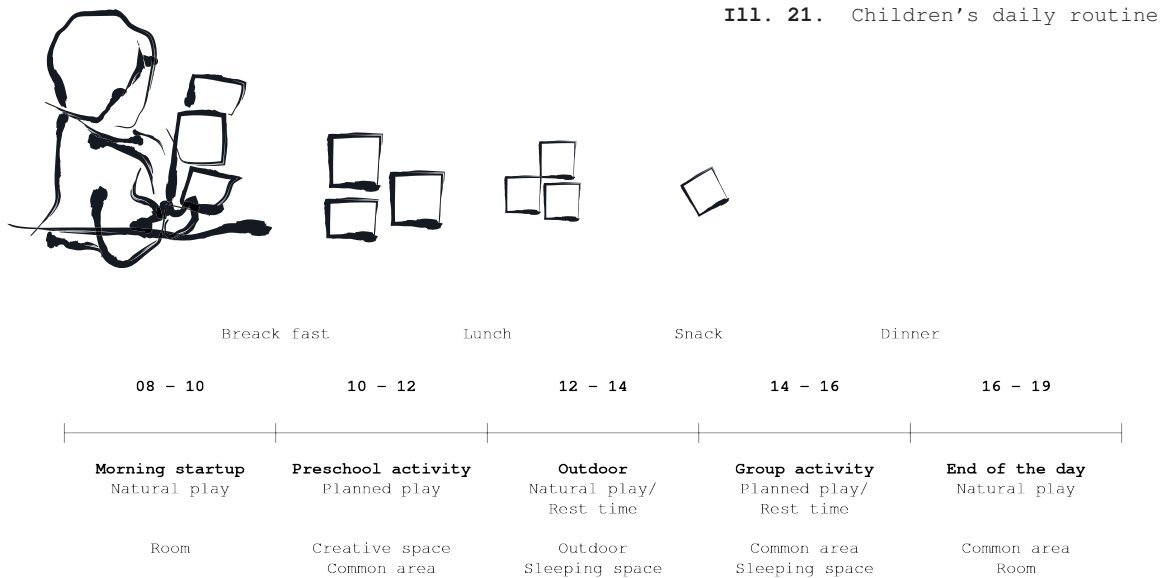 Ill. 21. Children's daily routine
Breack fast Lunch Snack Dinner
08 – 10 10 – 12 12 – 14 14 – 16 16 – 19
Morning startup Preschool activity Outdoor Group activity End of the day
Natural play Planned play Natural play/ Planned play/ Natural play
Rest time Rest time
Room Creative space Outdoor Common area Common area
Common area Sleeping space Sleeping space Room